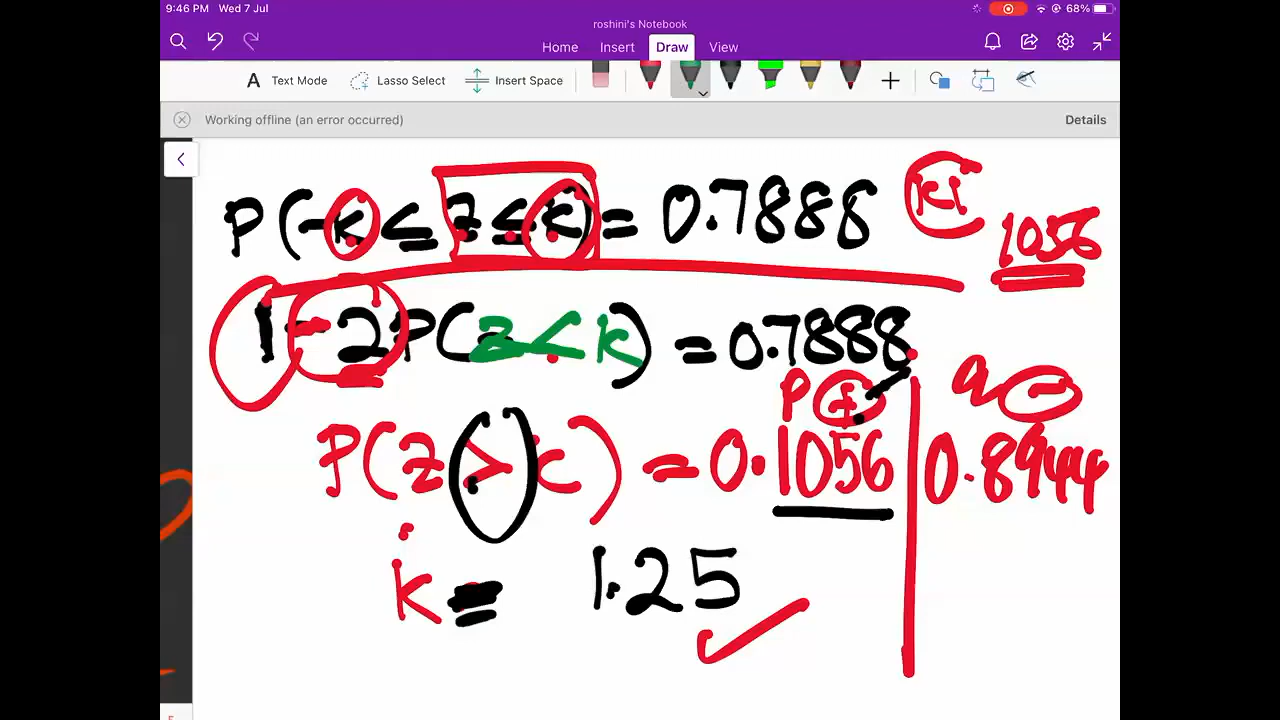 9:46 PM Wed 7 Jul 68%
roshini's Notebook
Home Insert Draw View
A Text Mode Lasso Select Insert Space
Working offline (an error occurred) Details
P(-k ≤ z ≤ k) = 0.7888
1056
1 - 2P(z < k) = 0.7888
P(z > k) = 0.1056 0.8944
k = 1.25